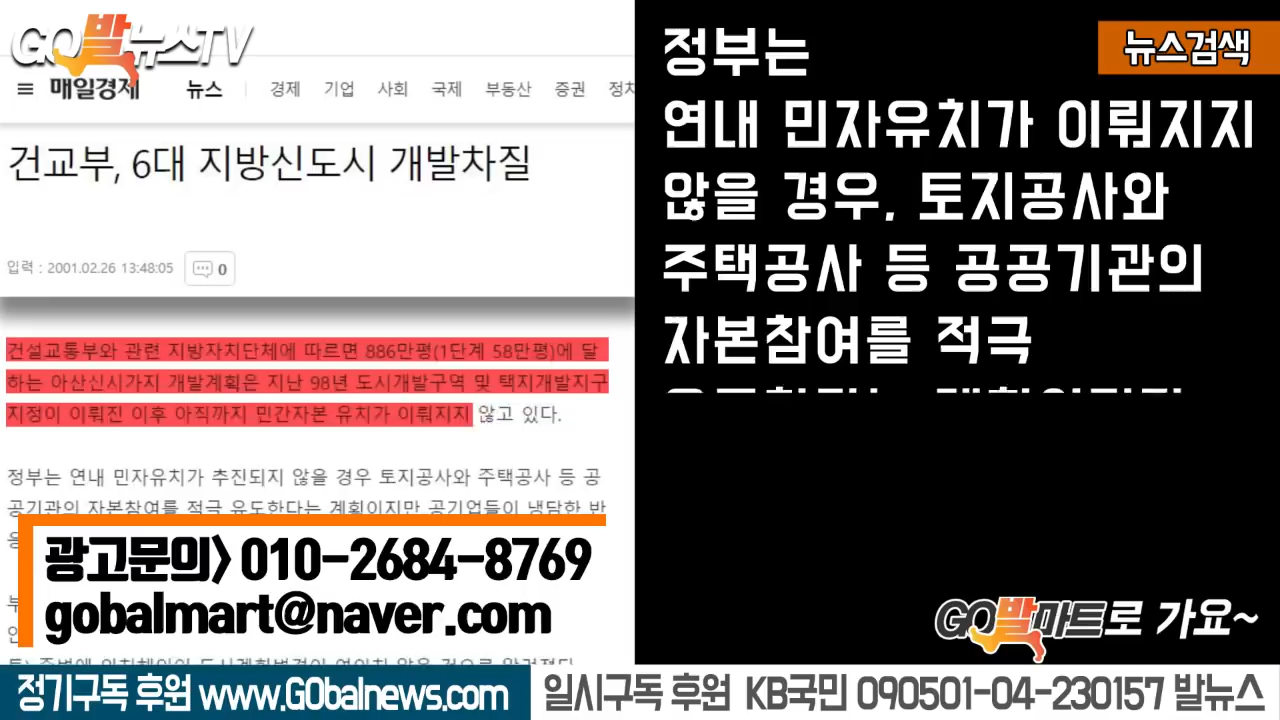 GO발뉴스TV
매일경제 뉴스 경제 기업 사회 국제 부동산 증권
건교부, 6대 지방신도시 개발차질
입력 : 2001.02.26 13:48:05 0
건설교통부와 관련 지방자치단체에 따르면 886만평(1단계 58만평)에 달
하는 아산신시가지 개발계획은 지난 98년 도시개발구역 및 택지개발지구
지정이 이뤄진 이후 아직까지 민간자본 유치가 이뤄지지 않고 있다.
정부는 연내 민자유치가 추진되지 않을 경우 토지공사와 주택공사 등 공
공기관의 자본참여를 적극 유도한다는 계획이지만 공기업들이 냉담한 반
광고문의> 010-2684-8769
gobalmart@naver.com
뉴스검색
정부는
연내 민자유치가 이뤄지지
않을 경우, 토지공사와
주택공사 등 공공기관의
자본참여를 적극
GO발마트로 가요~
정기구독 후원 www.GObalnews.com 일시구독 후원 KB국민 090501-04-230157 발뉴스